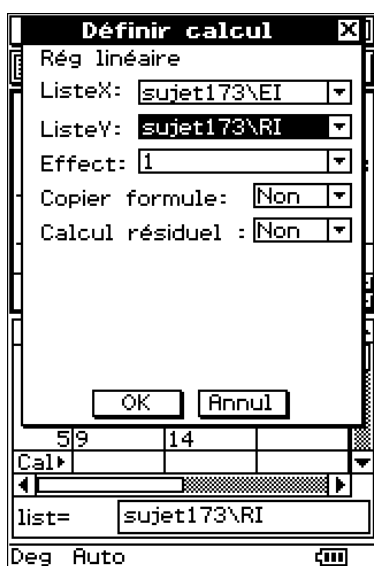 Définir calcul
Rég linéaire
ListeX: sujet173\EI
ListeY: sujet173\RI
Effect: 1
Copier formule: Non
Calcul résiduel : Non
OK Annul
5 9 14
Cal
list= sujet173\RI
Deg Auto